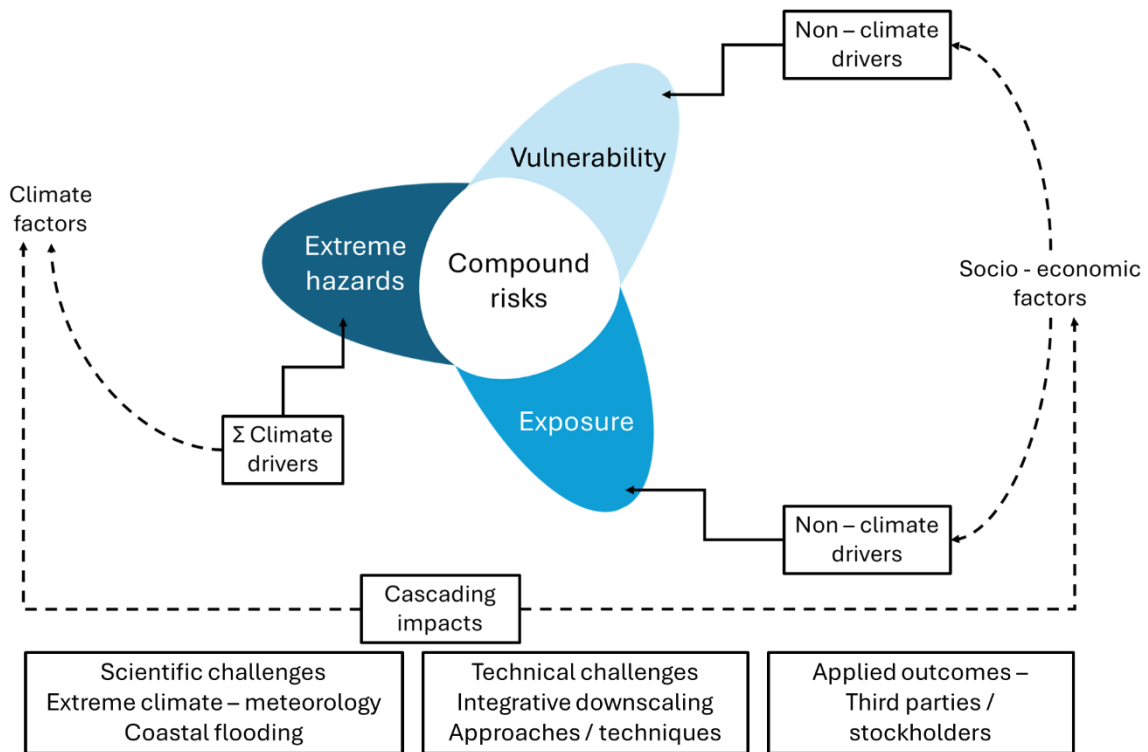 Non – climate
drivers
Vulnerability
Climate
factors
Extreme
hazards
Compound
risks
Socio - economic
factors
Σ Climate
drivers
Exposure
Non – climate
drivers
Cascading
impacts
Scientific challenges
Extreme climate – meteorology
Coastal flooding
Technical challenges
Integrative downscaling
Approaches / techniques
Applied outcomes –
Third parties /
stockholders